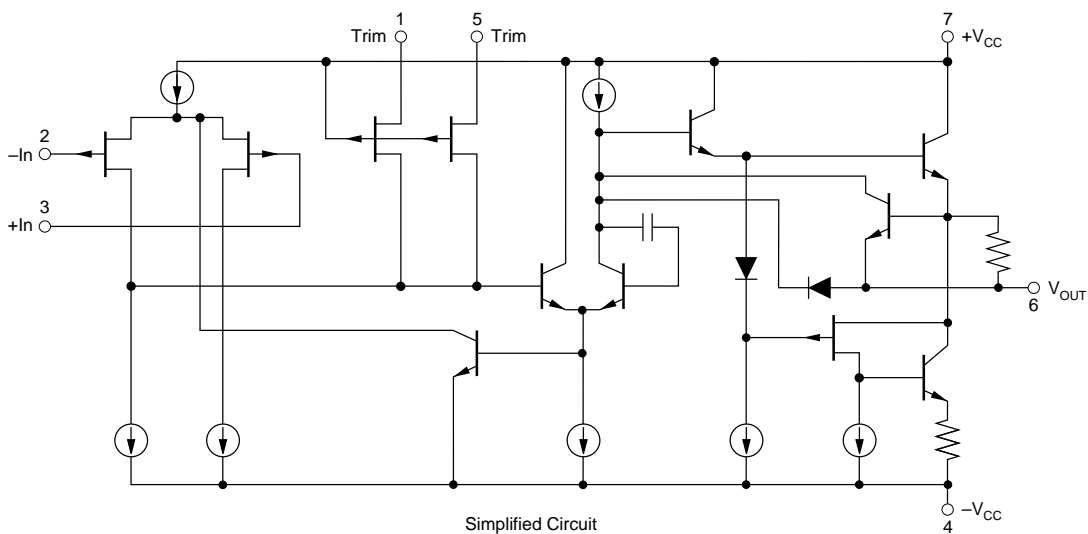 1
5
7
Trim
Trim
+VCC
2
–In
3
+In
VOUT
6
–VCC
4
Simplified Circuit